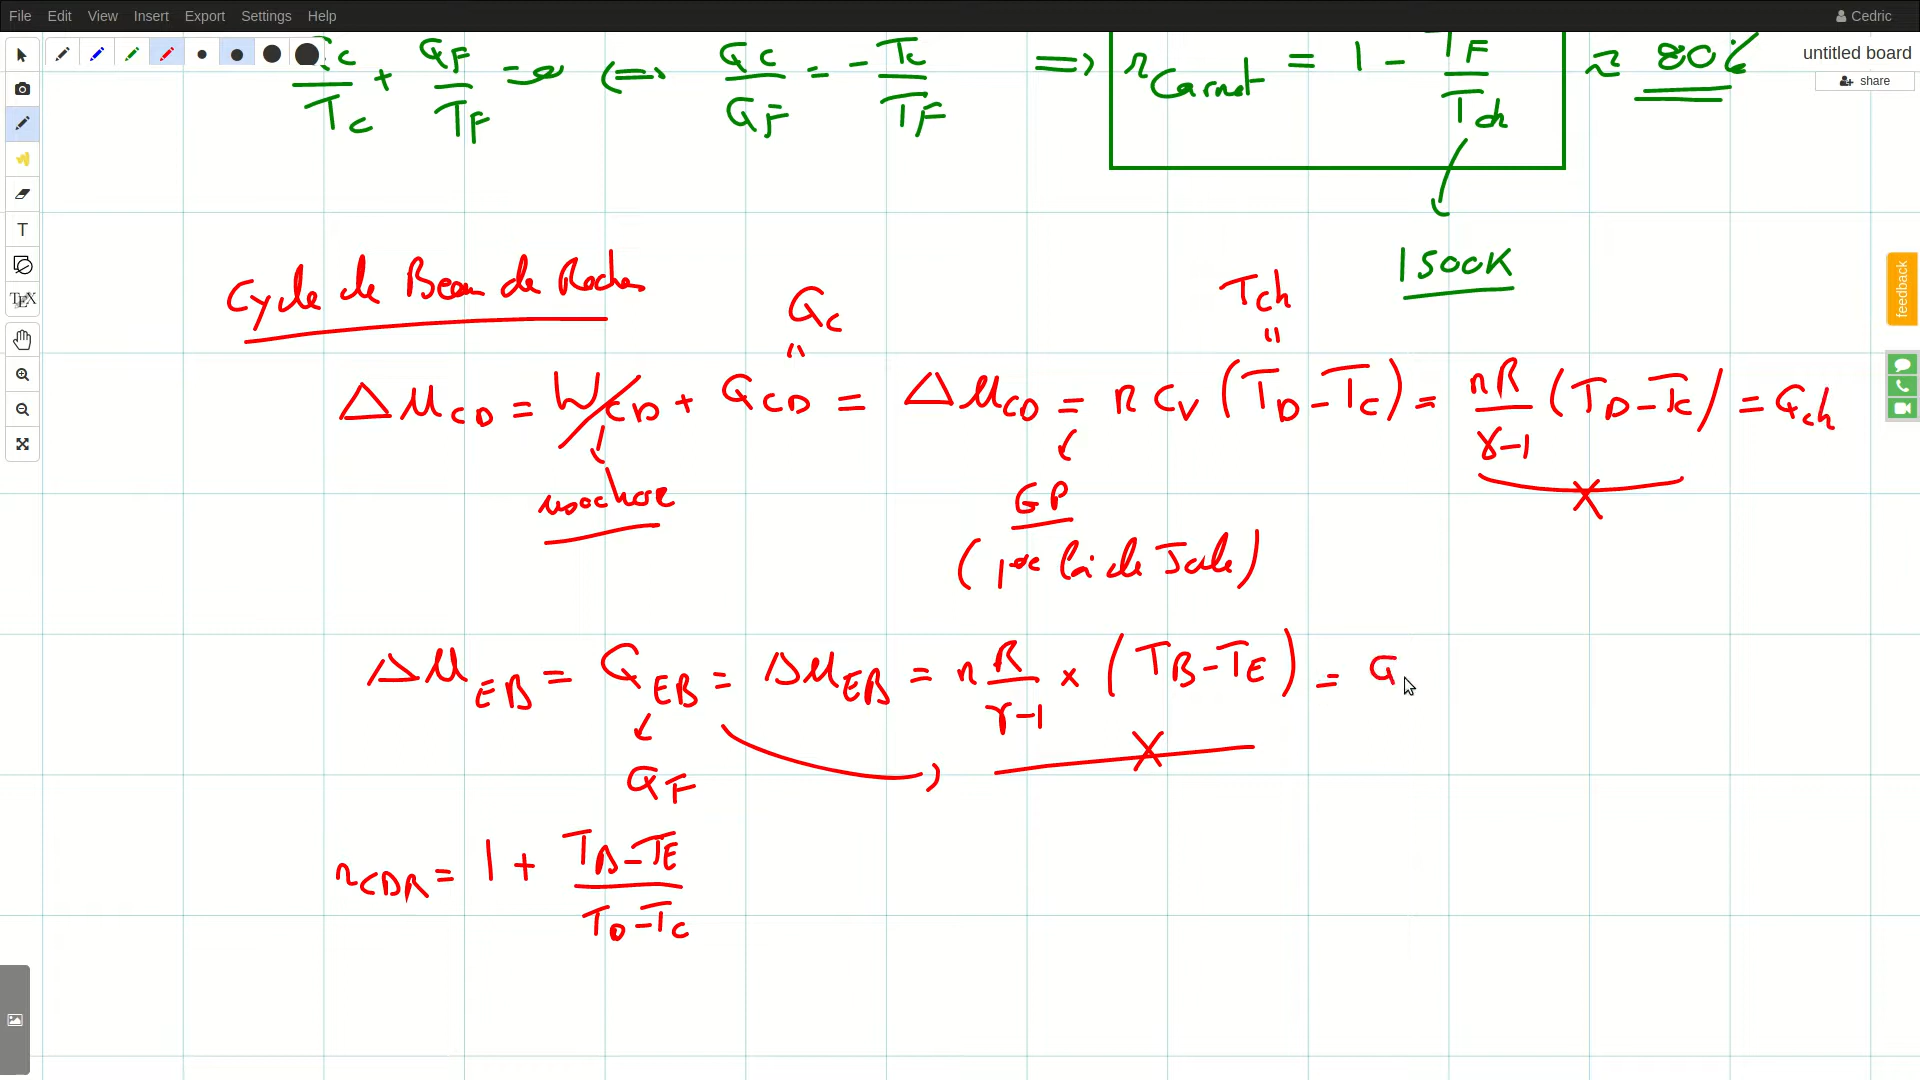 File Edit View Insert Export Settings Help Cedric
untitled board
share
T
TEX
feedback
Qc/Tc + QF/TF = 0 <=> Qc/QF = - Tc/TF => ηCarnot = 1 - TF/Tch ≈ 80%
1500K
Cycle de Beau de Rochas
Qc
=
Tch
=
ΔUCD = WCD + QCD = ΔUCD = n Cv (TD - TC) = nR/(γ-1) (TD - TC) = Qch
isochore
GP
(1ere loi de Joule)
ΔUEB = QEB = ΔUEB = n R/(γ-1) × (TB - TE) = Q
QF
ηCBR = 1 + (TB - TE)/(TD - TC)